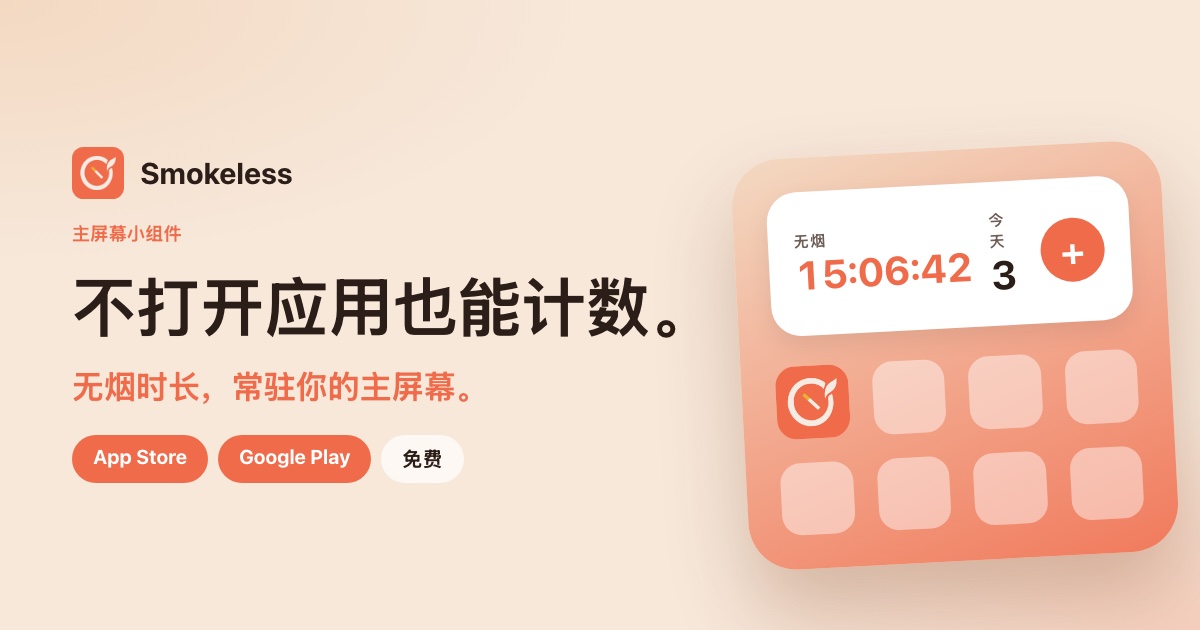 Smokeless
主屏幕小组件
不打开应用也能计数。
无烟时长，常驻你的主屏幕。
App Store
Google Play
免费
无烟
15:06:42
今
天
3
+